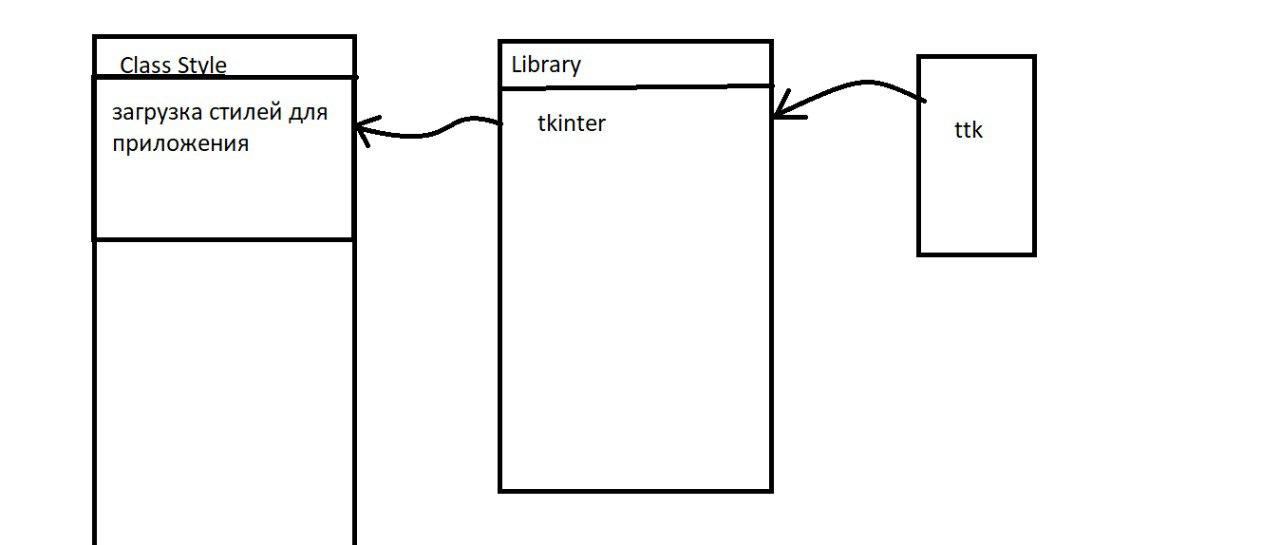 Class Style
загрузка стилей для
приложения
Library
tkinter
ttk